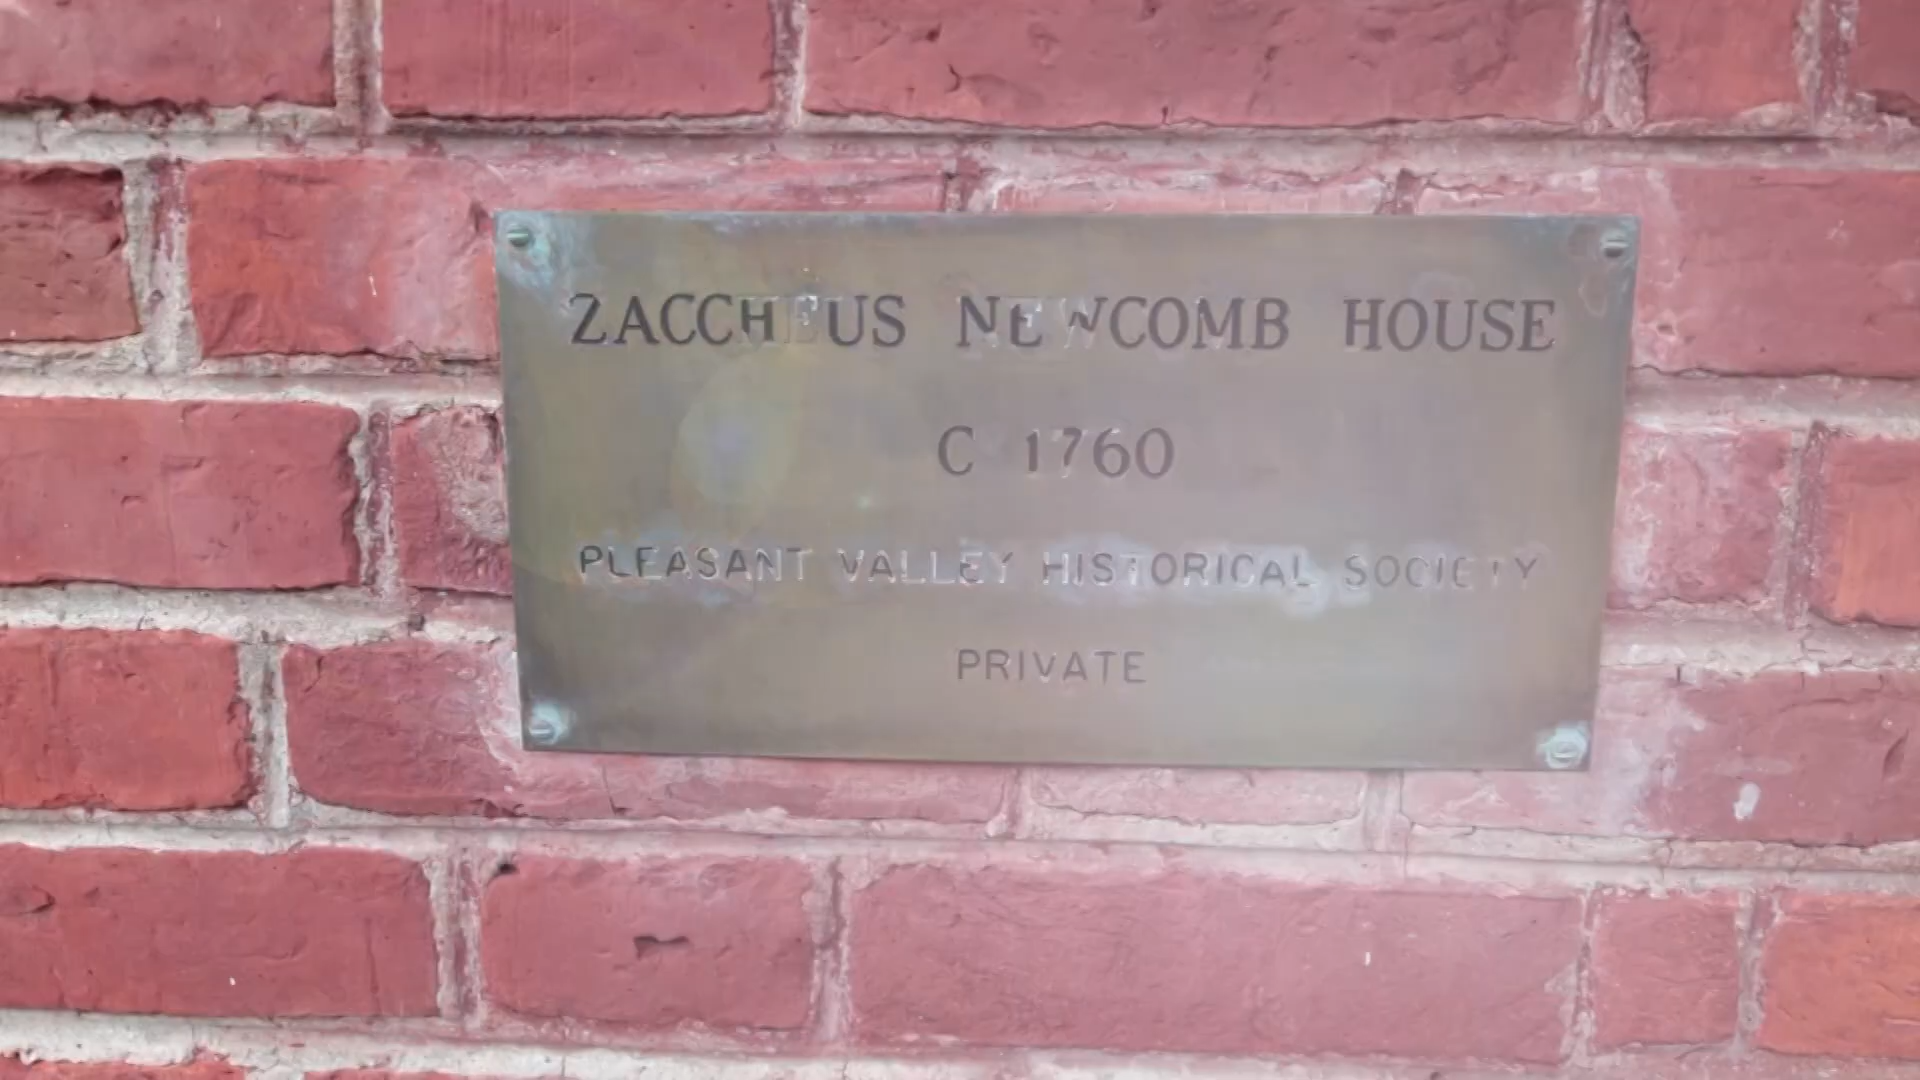 ZACCHEUS NEWCOMB HOUSE
C 1760
PLEASANT VALLEY HISTORICAL SOCIETY
PRIVATE